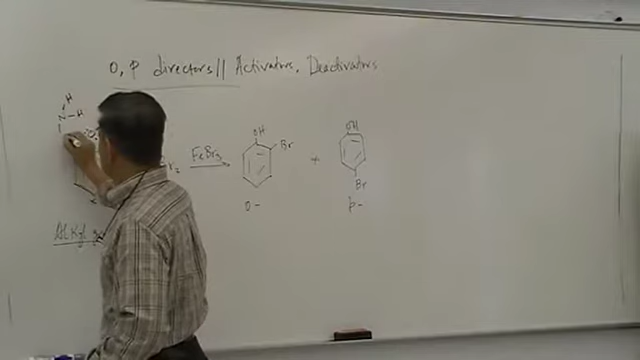 O, P directors// Activators, Deactivators
N H
H
FeBr3
OH
Br
+
OH
Br
O-
P-